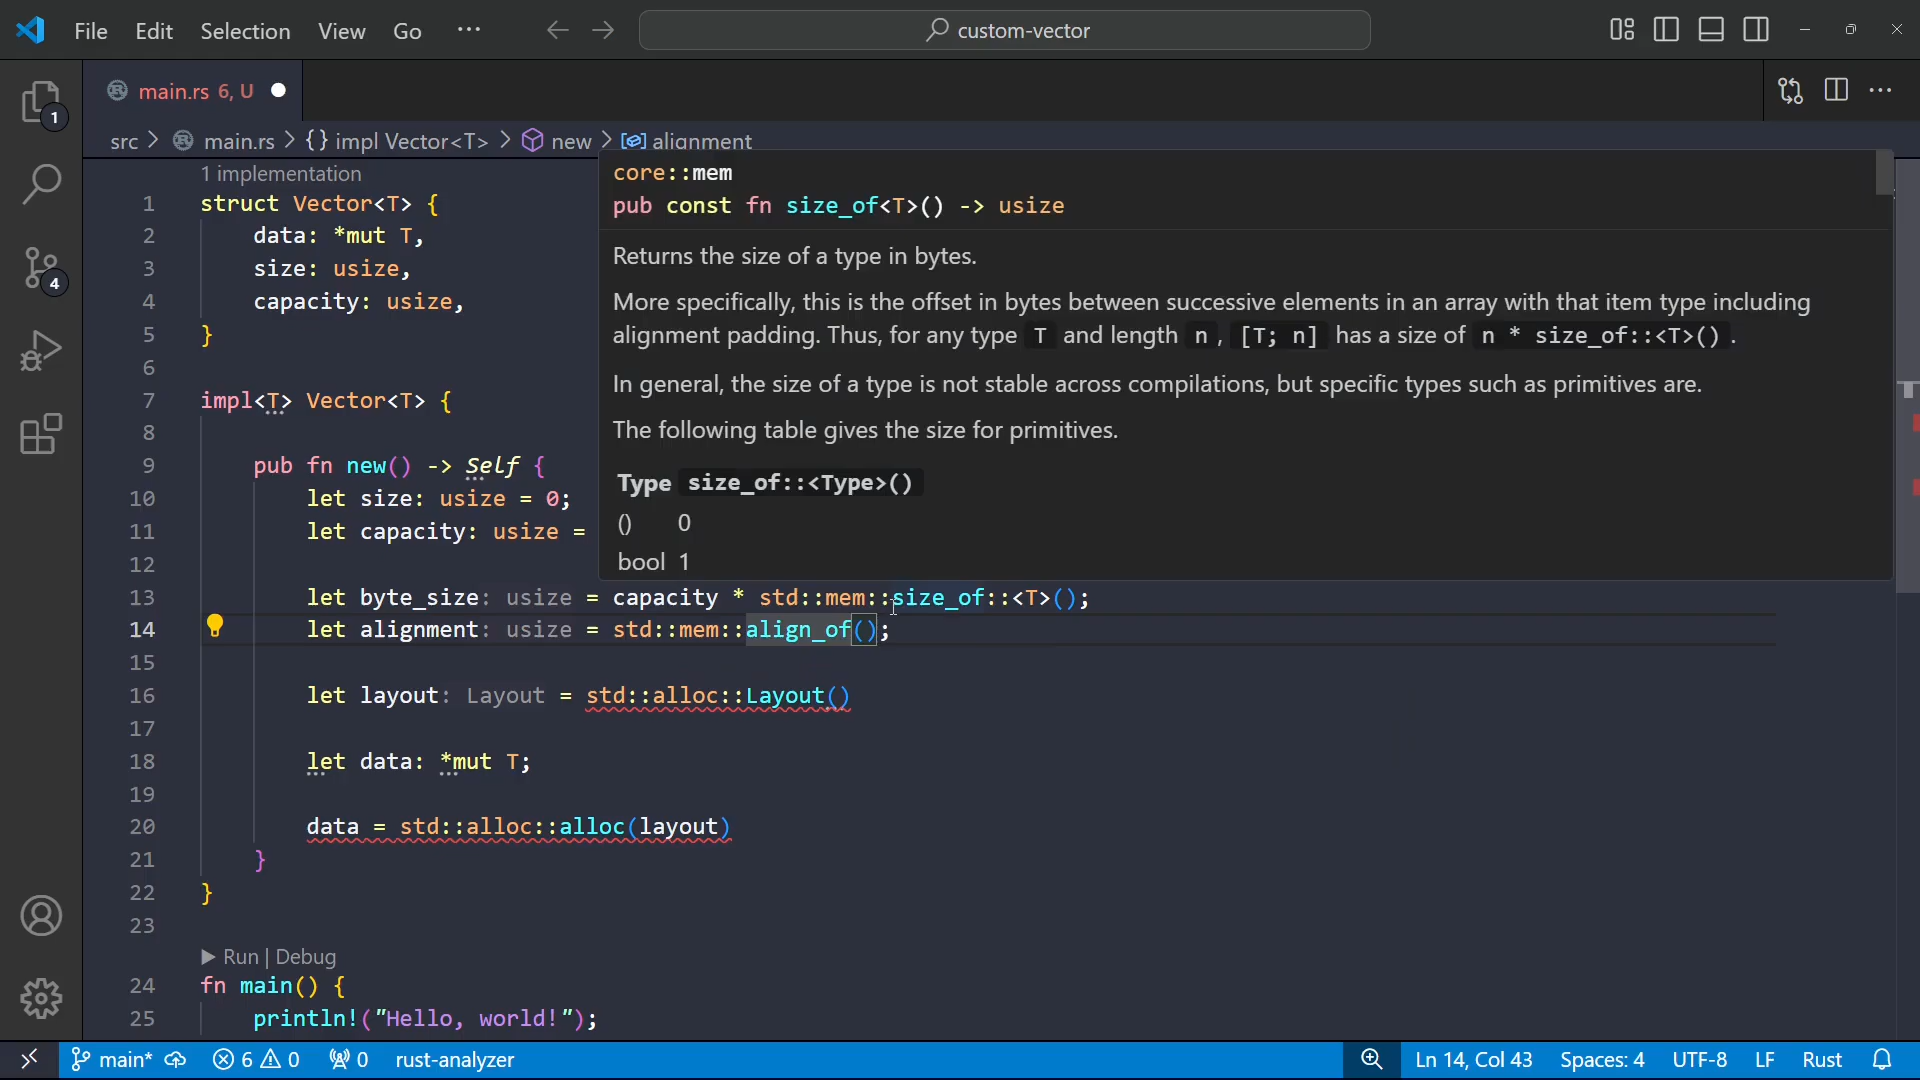 File Edit Selection View Go ··· custom-vector
main.rs 6, U
src > main.rs > {} impl Vector<T> > new > alignment
1 implementation
1 struct Vector<T> {
2 data: *mut T,
3 size: usize,
4 capacity: usize,
5 }
6
7 impl<T> Vector<T> {
8
9 pub fn new() -> Self {
10 let size: usize = 0;
11 let capacity: usize =
12
13 let byte_size: usize = capacity * std::mem::size_of::<T>();
14 let alignment: usize = std::mem::align_of();
15
16 let layout: Layout = std::alloc::Layout()
17
18 let data: *mut T;
19
20 data = std::alloc::alloc(layout)
21 }
22 }
23
Run | Debug
24 fn main() {
25 println!("Hello, world!");
core::mem
pub const fn size_of<T>() -> usize
Returns the size of a type in bytes.
More specifically, this is the offset in bytes between successive elements in an array with that item type including
alignment padding. Thus, for any type T and length n, [T; n] has a size of n * size_of::<T>().
In general, the size of a type is not stable across compilations, but specific types such as primitives are.
The following table gives the size for primitives.
Type size_of::<Type>()
() 0
bool 1
1
4
main* 6 0 0 rust-analyzer Ln 14, Col 43 Spaces: 4 UTF-8 LF Rust